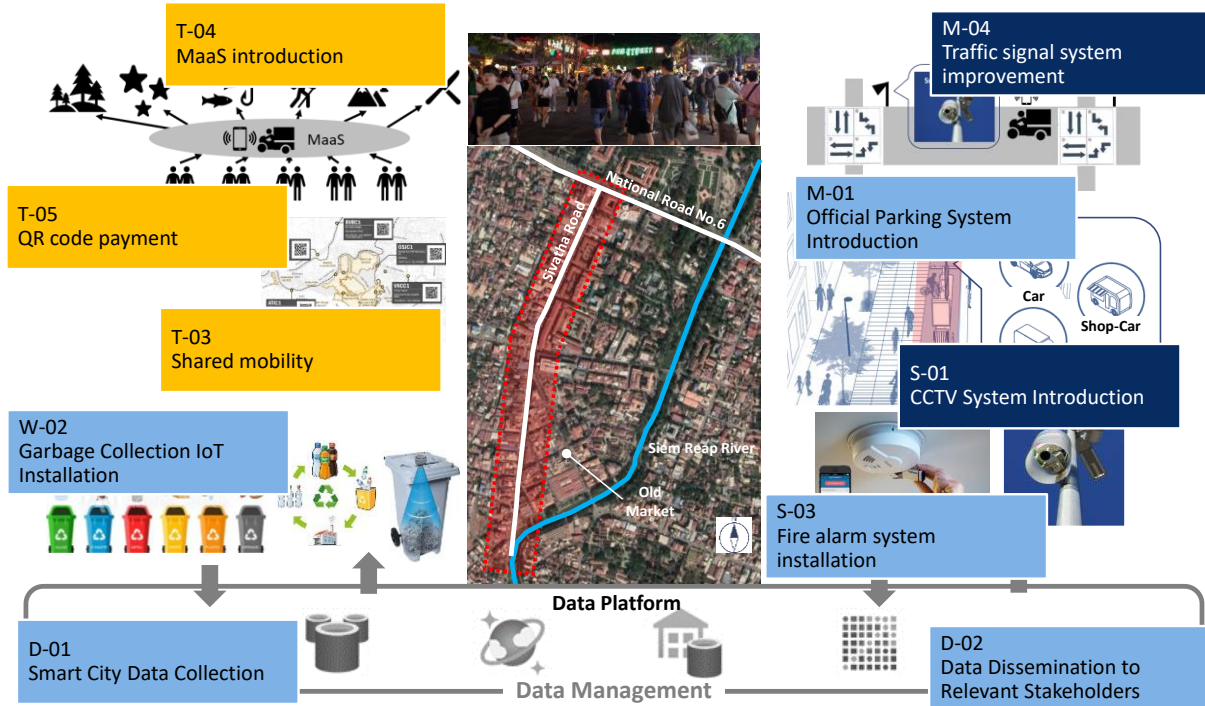 T-04
MaaS introduction
MaaS
T-05
QR code payment
T-03
Shared mobility
W-02
Garbage Collection IoT
Installation
PUB STREET
National Road No.6
Sivatha Road
Siem Reap River
Old
Market
M-04
Traffic signal system
improvement
M-01
Official Parking System
Introduction
Car
Shop-Car
S-01
CCTV System Introduction
S-03
Fire alarm system
installation
Data Platform
D-01
Smart City Data Collection
Data Management
D-02
Data Dissemination to
Relevant Stakeholders